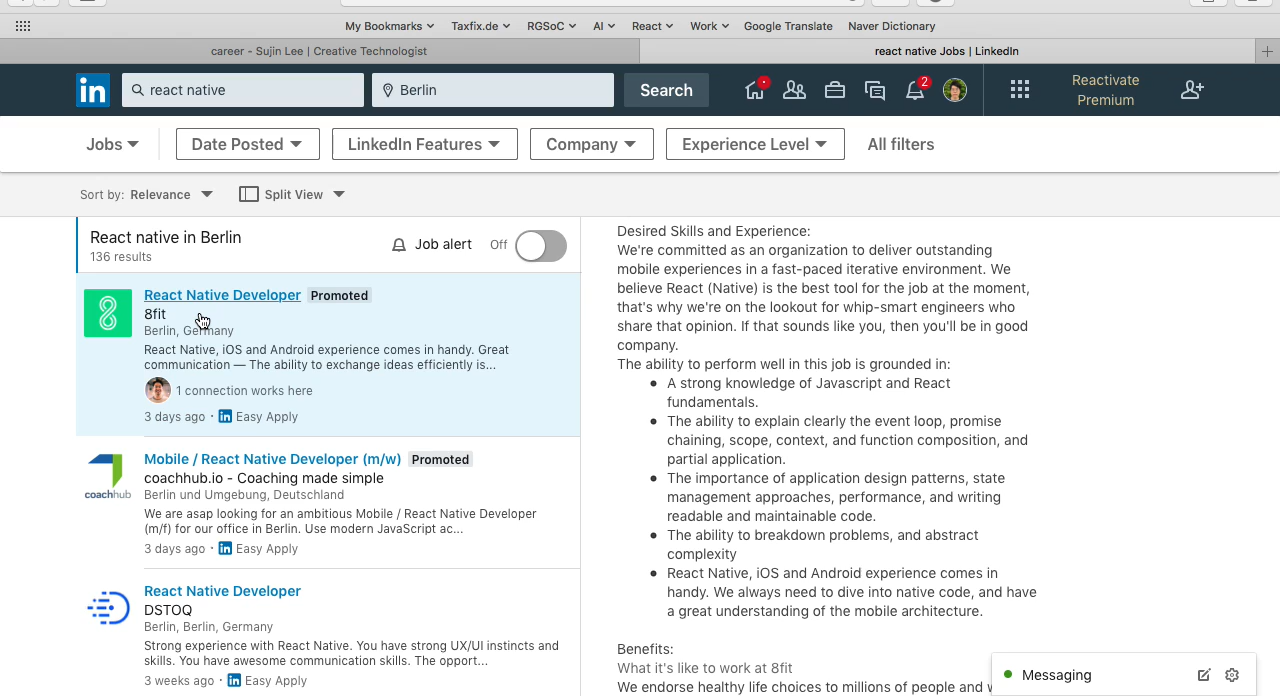 My Bookmarks Taxfix.de RGSoC AI React Work Google Translate Naver Dictionary
career - Sujin Lee | Creative Technologist
react native Jobs | LinkedIn
in
react native
Berlin
Search
2
Reactivate
Premium
Jobs
Date Posted
LinkedIn Features
Company
Experience Level
All filters
Sort by: Relevance
Split View
React native in Berlin
136 results
Job alert
Off
React Native Developer Promoted
8fit
Berlin, Germany
React Native, iOS and Android experience comes in handy. Great
communication — The ability to exchange ideas efficiently is...
1 connection works here
3 days ago · in Easy Apply
coachhub
Mobile / React Native Developer (m/w) Promoted
coachhub.io - Coaching made simple
Berlin und Umgebung, Deutschland
We are asap looking for an ambitious Mobile / React Native Developer
(m/f) for our office in Berlin. Use modern JavaScript ac...
3 days ago · in Easy Apply
React Native Developer
DSTOQ
Berlin, Berlin, Germany
Strong experience with React Native. You have strong UX/UI instincts and
skills. You have awesome communication skills. The opport...
3 weeks ago · in Easy Apply
Desired Skills and Experience:
We're committed as an organization to deliver outstanding
mobile experiences in a fast-paced iterative environment. We
believe React (Native) is the best tool for the job at the moment,
that's why we're on the lookout for whip-smart engineers who
share that opinion. If that sounds like you, then you'll be in good
company.
The ability to perform well in this job is grounded in:
• A strong knowledge of Javascript and React
fundamentals.
• The ability to explain clearly the event loop, promise
chaining, scope, context, and function composition, and
partial application.
• The importance of application design patterns, state
management approaches, performance, and writing
readable and maintainable code.
• The ability to breakdown problems, and abstract
complexity
• React Native, iOS and Android experience comes in
handy. We always need to dive into native code, and have
a great understanding of the mobile architecture.
Benefits:
What it's like to work at 8fit
We endorse healthy life choices to millions of people and
Messaging